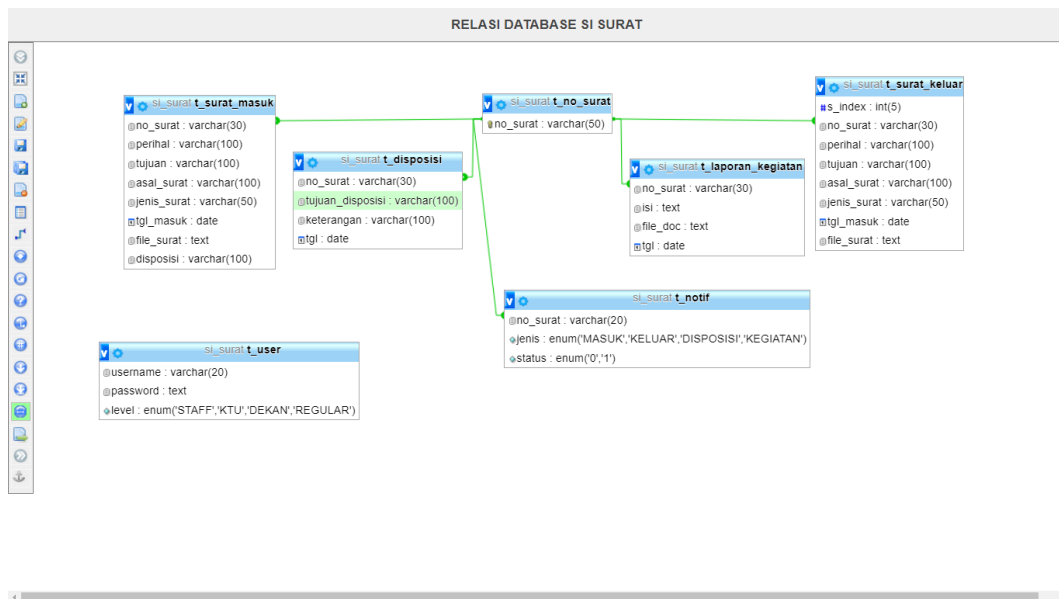 RELASI DATABASE SI SURAT
si_surat t_surat_masuk
no_surat : varchar(30)
perihal : varchar(100)
tujuan : varchar(100)
asal_surat : varchar(100)
jenis_surat : varchar(50)
tgl_masuk : date
file_surat : text
disposisi : varchar(100)
si_surat t_disposisi
no_surat : varchar(30)
tujuan_disposisi : varchar(100)
keterangan : varchar(100)
tgl : date
si_surat t_no_surat
no_surat : varchar(50)
si_surat t_laporan_kegiatan
no_surat : varchar(30)
isi : text
file_doc : text
tgl : date
si_surat t_surat_keluar
#s_index : int(5)
no_surat : varchar(30)
perihal : varchar(100)
tujuan : varchar(100)
asal_surat : varchar(100)
jenis_surat : varchar(50)
tgl_masuk : date
file_surat : text
si_surat t_notif
no_surat : varchar(20)
jenis : enum('MASUK','KELUAR','DISPOSISI','KEGIATAN')
status : enum('0','1')
si_surat t_user
username : varchar(20)
password : text
level : enum('STAFF','KTU','DEKAN','REGULAR')